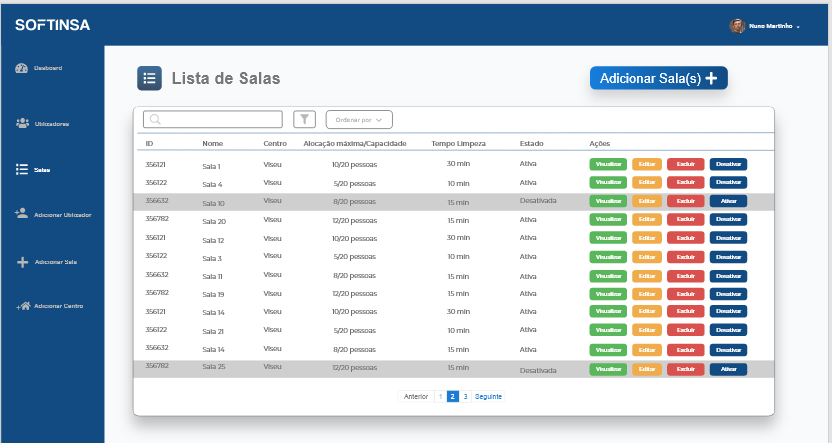 SOFTINSA
Nuno Martinho
Dasboard
Utilizadores
Salas
Adicionar Utilizador
Adicionar Sala
Adicionar Centro
Lista de Salas
Adicionar Sala(s)
Ordenar por
ID Nome Centro Alocação máxima/Capacidade Tempo Limpeza Estado Ações
356121 Sala 1 Viseu 10/20 pessoas 30 min Ativa Visualizar Editar Excluir Desativar
356122 Sala 4 Viseu 5/20 pessoas 10 min Ativa Visualizar Editar Excluir Desativar
356632 Sala 10 Viseu 8/20 pessoas 15 min Desativada Visualizar Editar Excluir Ativar
356782 Sala 20 Viseu 12/20 pessoas 15 min Ativa Visualizar Editar Excluir Desativar
356121 Sala 12 Viseu 10/20 pessoas 30 min Ativa Visualizar Editar Excluir Desativar
356122 Sala 3 Viseu 5/20 pessoas 10 min Ativa Visualizar Editar Excluir Desativar
356632 Sala 11 Viseu 8/20 pessoas 15 min Ativa Visualizar Editar Excluir Desativar
356782 Sala 19 Viseu 12/20 pessoas 15 min Ativa Visualizar Editar Excluir Desativar
356121 Sala 14 Viseu 10/20 pessoas 30 min Ativa Visualizar Editar Excluir Desativar
356122 Sala 21 Viseu 5/20 pessoas 10 min Ativa Visualizar Editar Excluir Desativar
356632 Sala 14 Viseu 8/20 pessoas 15 min Ativa Visualizar Editar Excluir Desativar
356782 Sala 25 Viseu 12/20 pessoas 15 min Desativada Visualizar Editar Excluir Ativar
Anterior 1 2 3 Seguinte